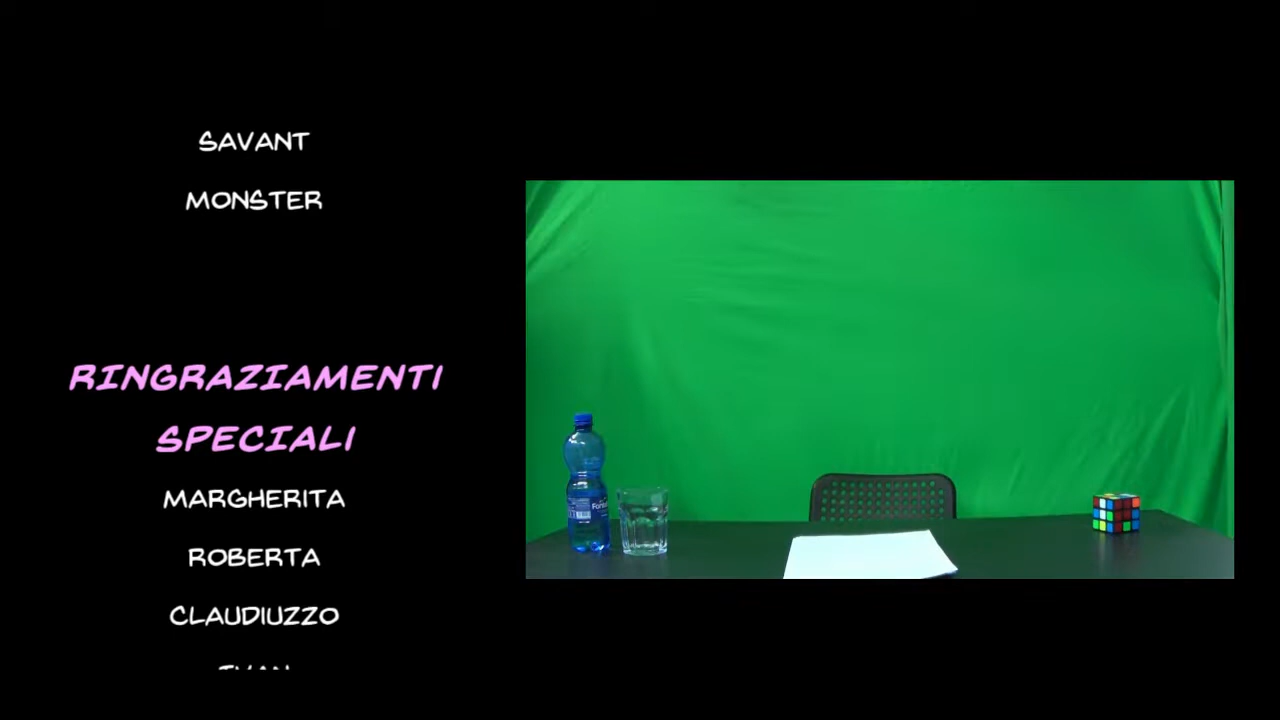 SAVANT
MONSTER
RINGRAZIAMENTI
SPECIALI
MARGHERITA
ROBERTA
CLAUDIUZZO